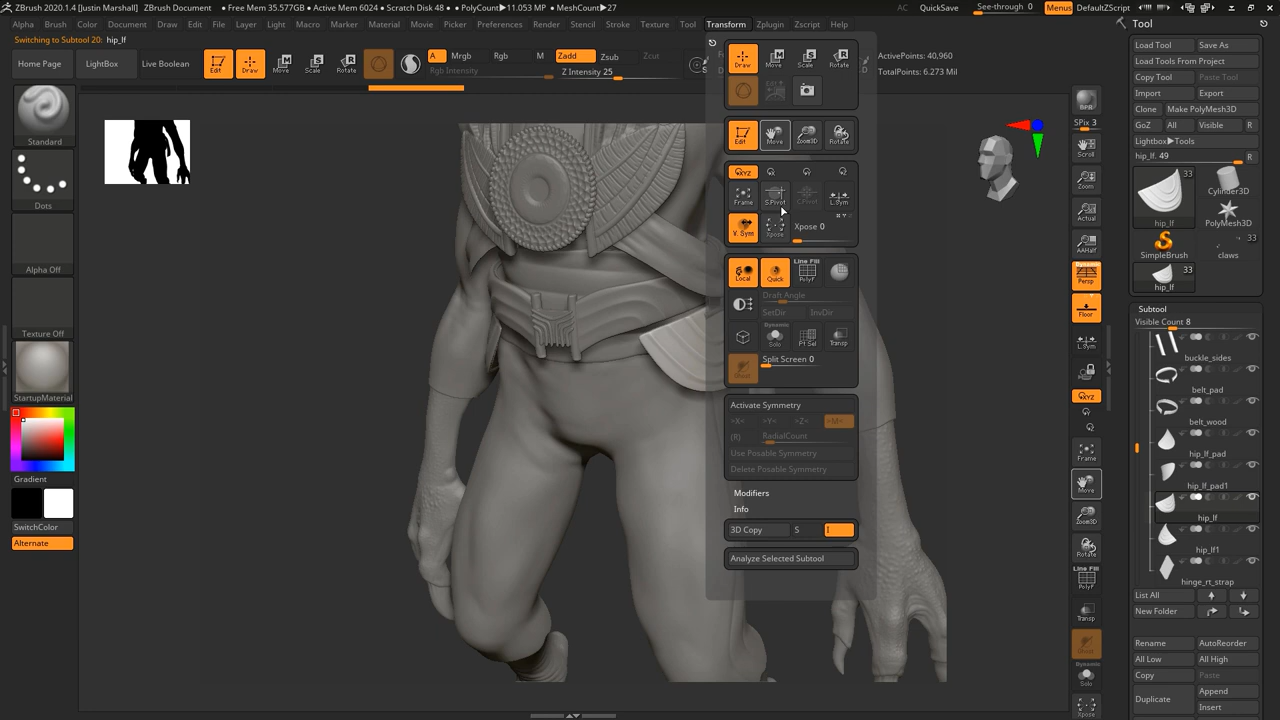 ZBrush 2020.1.4 [Justin Marshall] ZBrush Document • Free Mem 35.577GB • Active Mem 6024 • Scratch Disk 48 • PolyCount▶11.053 MP • MeshCount▶27 AC QuickSave See-through 0 Menus DefaultZScript
Alpha Brush Color Document Draw Edit File Layer Light Macro Marker Material Movie Picker Preferences Render Stencil Stroke Texture Tool Transform Zplugin Zscript Help
Switching to Subtool 20: hip_lf
Home Page LightBox Live Boolean Edit Draw Move Scale Rotate
A Mrgb Rgb M Zadd Zsub Zcut
Rgb Intensity Z Intensity 25
ActivePoints: 40,960
TotalPoints: 6.273 Mil
Standard
Dots
Alpha Off
Texture Off
StartupMaterial
Gradient
SwitchColor
Alternate
Draw Move Scale Rotate
Edit Move Zoom3D Rotate
QXYZ
Frame S.Pivot C.Pivot L.Sym
V. Sym Xpose Xpose 0
Local Quick Line Fill PolyF
Draft Angle
SetDir InvDir
Dynamic
Solo Pt Sel Transp
Ghost Split Screen 0
Activate Symmetry
>X< >Y< >Z< >M<
(R) RadialCount
Use Posable Symmetry
Delete Posable Symmetry
Modifiers
Info
3D Copy S I
Analyze Selected Subtool
BPR
SPix 3
Scroll
Zoom
Actual
AAHalf
Dynamic
Persp
Floor
L.Sym
QXYZ
Frame
Move
Zoom3D
Rotate
Line Fill
PolyF
Transp
Ghost
Dynamic
Solo
Xpose
Tool
Load Tool Save As
Load Tools From Project
Copy Tool Paste Tool
Import Export
Clone Make PolyMesh3D
GoZ All Visible R
Lightbox▶Tools
hip_lf. 49 R
33
hip_lf
Cylinder3D
PolyMesh3D
SimpleBrush
33
claws
33
hip_lf
Subtool
Visible Count 8
buckle_sides
belt_pad
belt_wood
hip_lf_pad
hip_lf_pad1
hip_lf
hip_lf1
hinge_rt_strap
List All
New Folder
Rename AutoReorder
All Low All High
Copy Paste
Duplicate Append
Insert